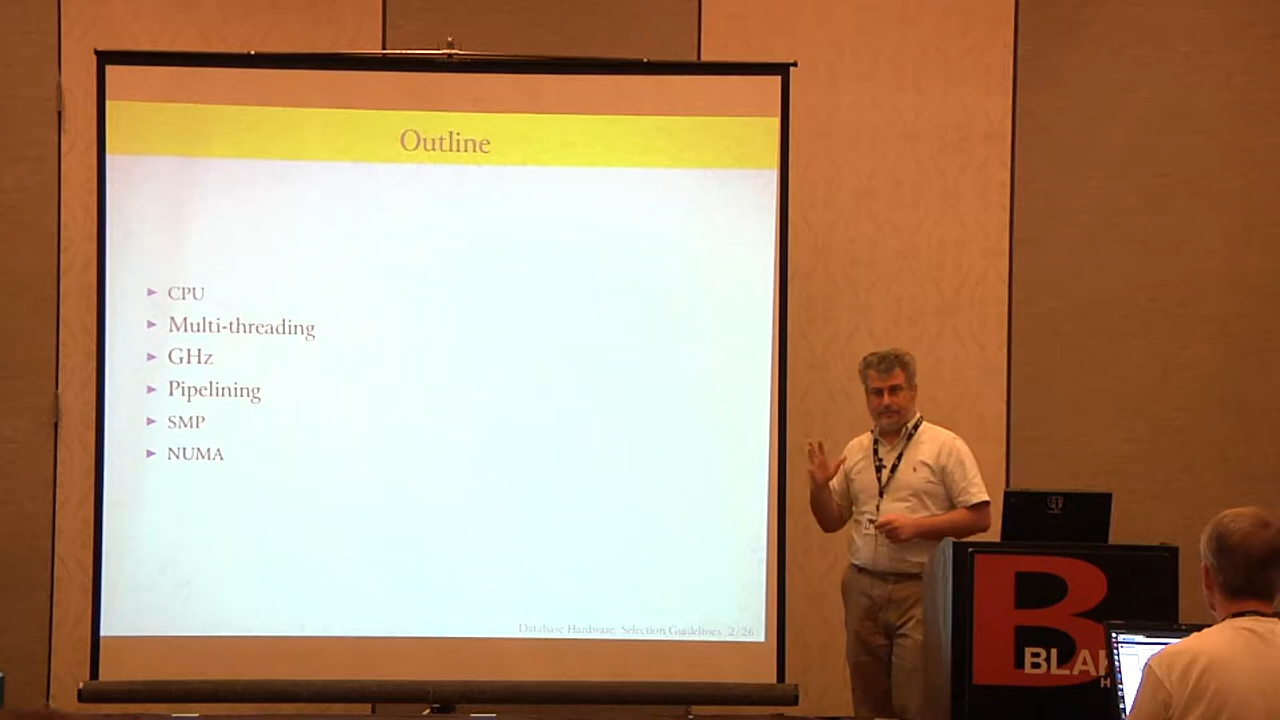 Outline
► CPU
► Multi-threading
► GHz
► Pipelining
► SMP
► NUMA
Database Hardware, Selection Guidelines 2/26
B
BLA
H